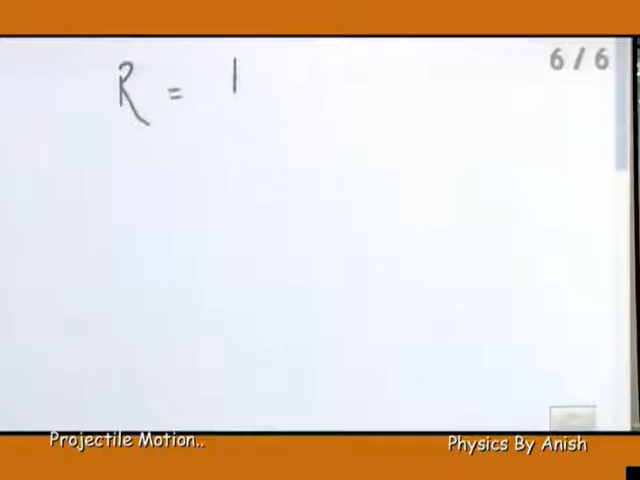 6 / 6
R = 1
Projectile Motion..
Physics By Anish